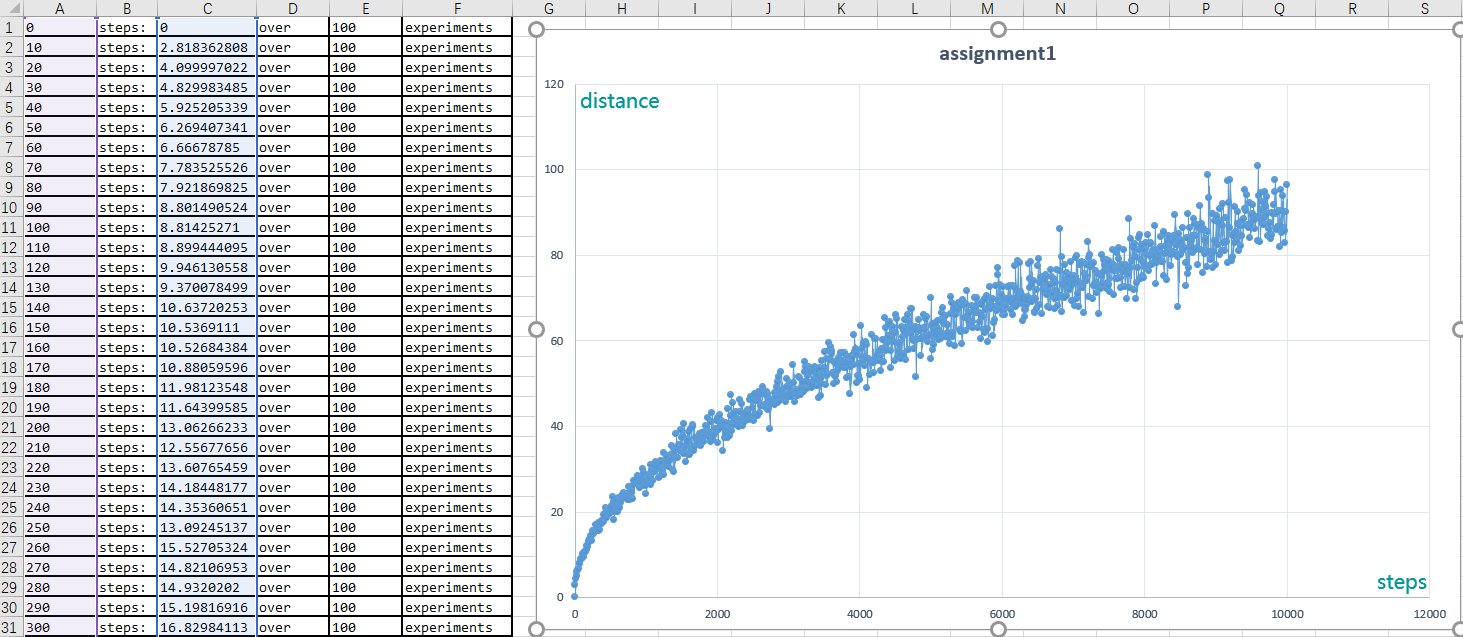 A B C D E F G H I J K L M N O P Q R S
1 0 steps: 0 over 100 experiments
2 10 steps: 2.818362808 over 100 experiments
3 20 steps: 4.099997022 over 100 experiments
4 30 steps: 4.829983485 over 100 experiments
5 40 steps: 5.925205339 over 100 experiments
6 50 steps: 6.269407341 over 100 experiments
7 60 steps: 6.66678785 over 100 experiments
8 70 steps: 7.783525526 over 100 experiments
9 80 steps: 7.921869825 over 100 experiments
10 90 steps: 8.801490524 over 100 experiments
11 100 steps: 8.81425271 over 100 experiments
12 110 steps: 8.899444095 over 100 experiments
13 120 steps: 9.946130558 over 100 experiments
14 130 steps: 9.370078499 over 100 experiments
15 140 steps: 10.63720253 over 100 experiments
16 150 steps: 10.5369111 over 100 experiments
17 160 steps: 10.52684384 over 100 experiments
18 170 steps: 10.88059596 over 100 experiments
19 180 steps: 11.98123548 over 100 experiments
20 190 steps: 11.64399585 over 100 experiments
21 200 steps: 13.06266233 over 100 experiments
22 210 steps: 12.55677656 over 100 experiments
23 220 steps: 13.60765459 over 100 experiments
24 230 steps: 14.18448177 over 100 experiments
25 240 steps: 14.35360651 over 100 experiments
26 250 steps: 13.09245137 over 100 experiments
27 260 steps: 15.52705324 over 100 experiments
28 270 steps: 14.82106953 over 100 experiments
29 280 steps: 14.9320202 over 100 experiments
30 290 steps: 15.19816916 over 100 experiments
31 300 steps: 16.82984113 over 100 experiments
assignment1
120
distance
100
80
60
40
20
steps
0
0 2000 4000 6000 8000 10000 12000